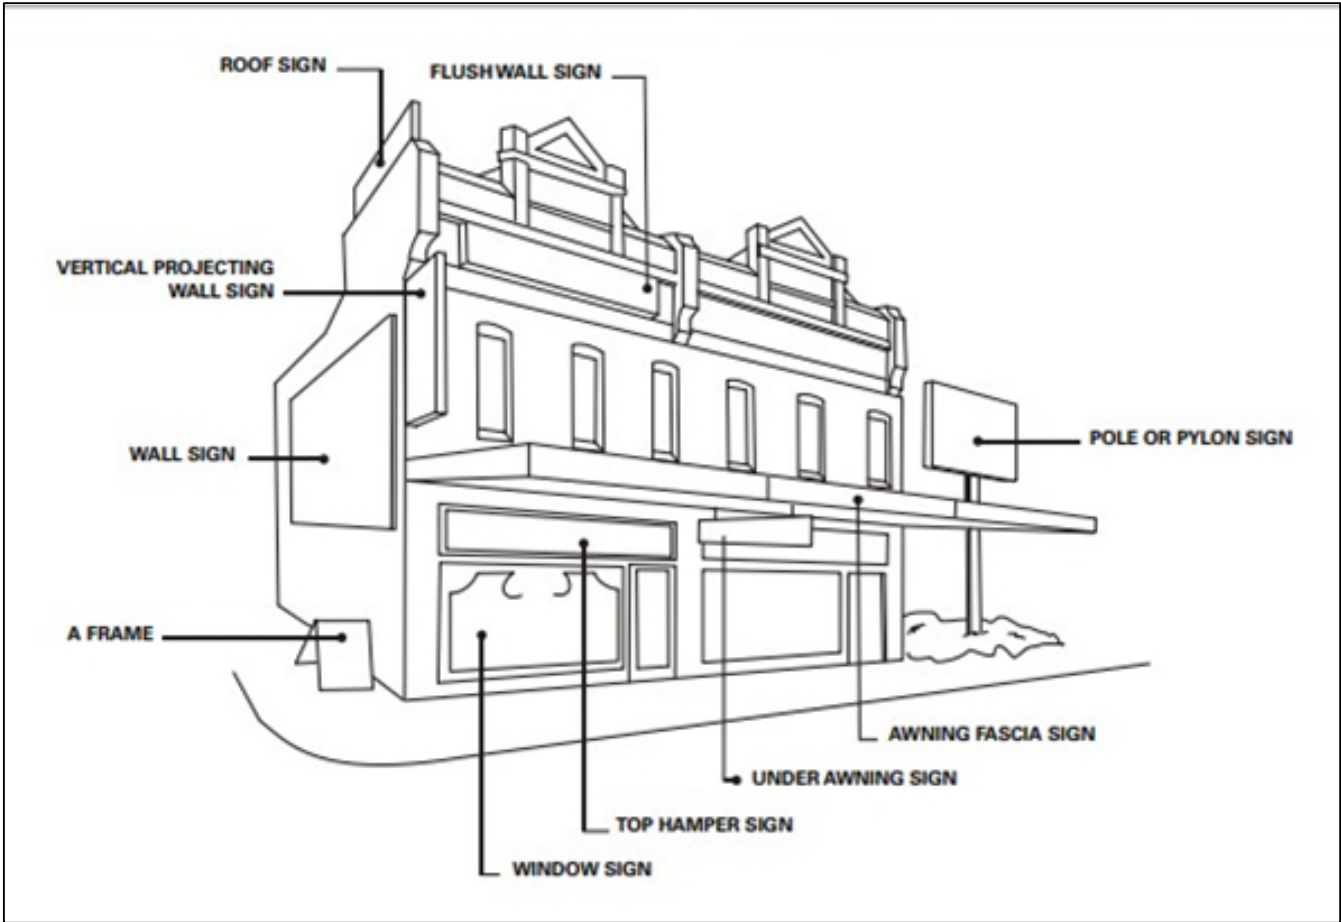 ROOF SIGN
FLUSH WALL SIGN
VERTICAL PROJECTING
WALL SIGN
WALL SIGN
POLE OR PYLON SIGN
A FRAME
AWNING FASCIA SIGN
UNDER AWNING SIGN
TOP HAMPER SIGN
WINDOW SIGN